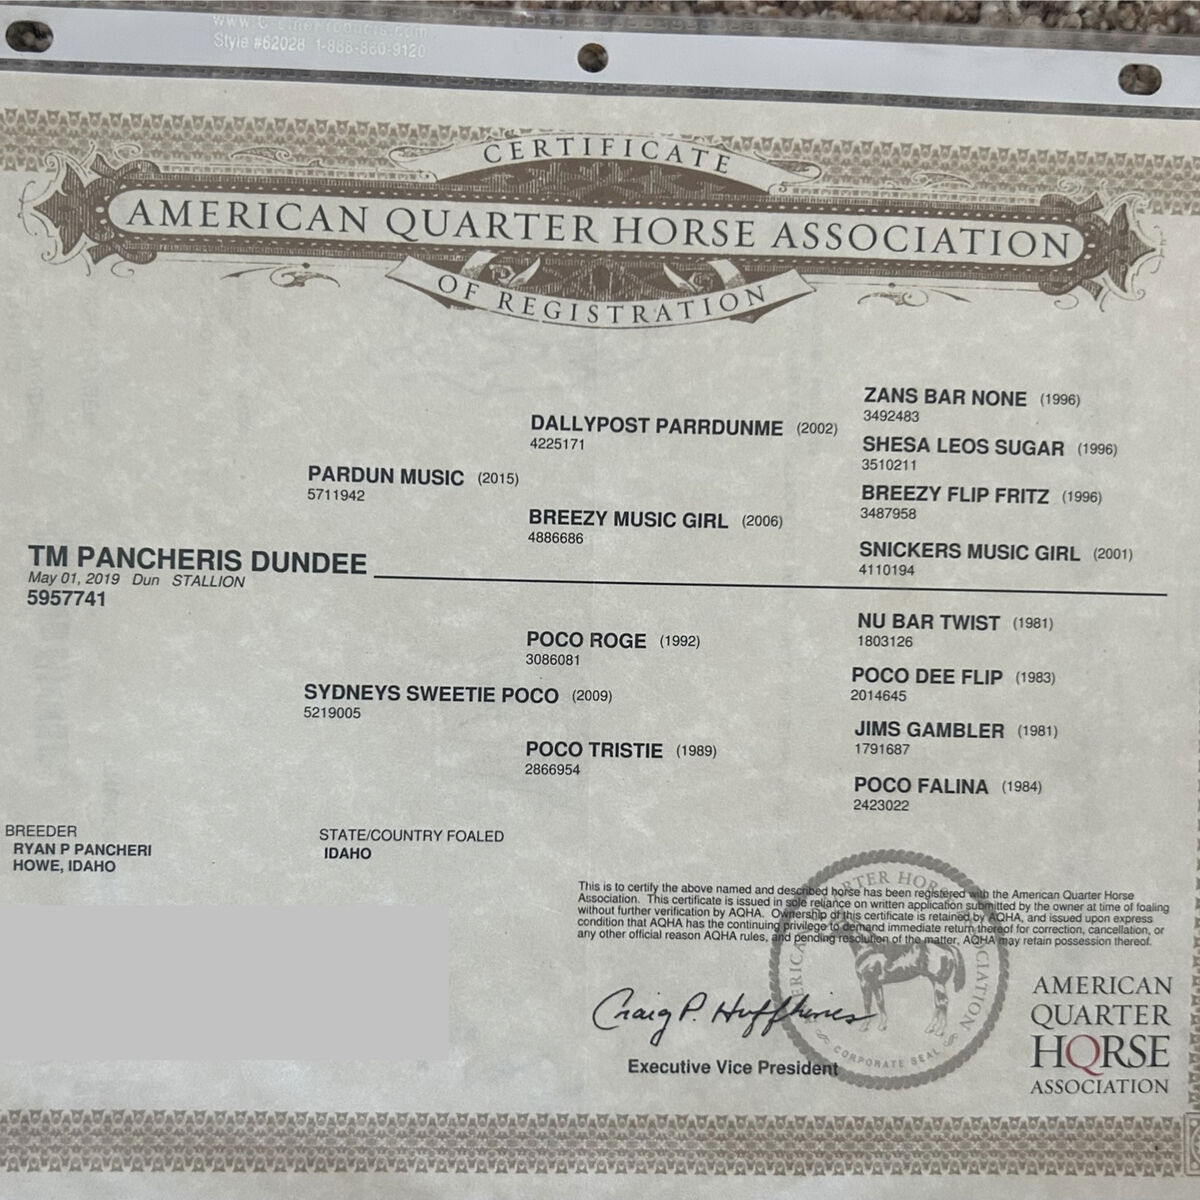 www.C-LineProducts.com
Style #62028 1-888-860-9120
CERTIFICATE
AMERICAN QUARTER HORSE ASSOCIATION
OF REGISTRATION
ZANS BAR NONE (1996)
3492483
DALLYPOST PARRDUNME (2002)
4225171
SHESA LEOS SUGAR (1996)
3510211
PARDUN MUSIC (2015)
5711942
BREEZY FLIP FRITZ (1996)
3487958
BREEZY MUSIC GIRL (2006)
4886686
SNICKERS MUSIC GIRL (2001)
4110194
TM PANCHERIS DUNDEE
May 01, 2019 Dun STALLION
5957741
NU BAR TWIST (1981)
1803126
POCO ROGE (1992)
3086081
POCO DEE FLIP (1983)
2014645
SYDNEYS SWEETIE POCO (2009)
5219005
JIMS GAMBLER (1981)
1791687
POCO TRISTIE (1989)
2866954
POCO FALINA (1984)
2423022
BREEDER
RYAN P PANCHERI
HOWE, IDAHO
STATE/COUNTRY FOALED
IDAHO
This is to certify the above named and described horse has been registered with the American Quarter Horse
Association. This certificate is issued in sole reliance on written application submitted by the owner at time of foaling
without further verification by AQHA. Ownership of this certificate is retained by AQHA, and issued upon express
condition that AQHA has the continuing privilege to demand immediate return thereof for correction, cancellation, or
any other official reason AQHA rules, and pending resolution of the matter, AQHA may retain possession thereof.
Craig P. Huffhines
Executive Vice President
CORPORATE SEAL
AMERICAN
QUARTER
HORSE
ASSOCIATION